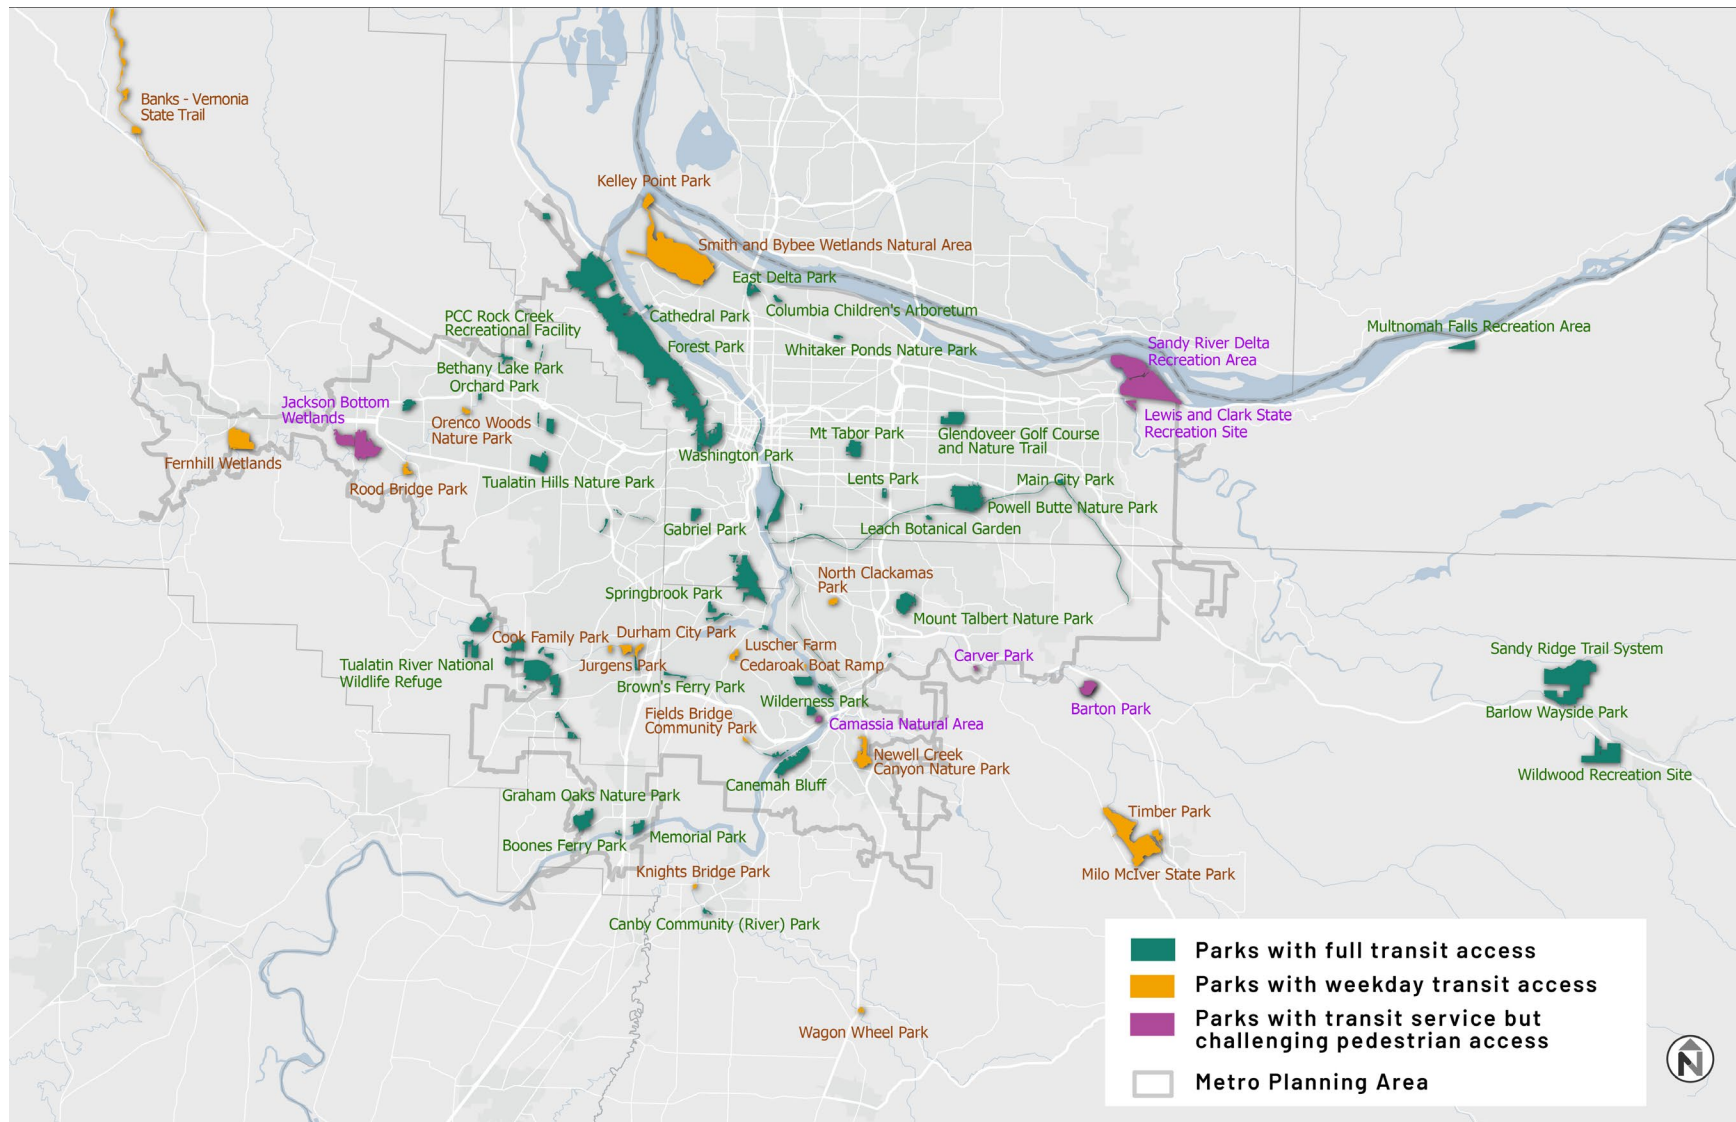 Banks - Vernonia
State Trail
Kelley Point Park
Smith and Bybee Wetlands Natural Area
East Delta Park
Columbia Children's Arboretum
Cathedral Park
PCC Rock Creek
Recreational Facility
Forest Park
Whitaker Ponds Nature Park
Multnomah Falls Recreation Area
Sandy River Delta
Recreation Area
Bethany Lake Park
Orchard Park
Jackson Bottom
Wetlands
Orenco Woods
Nature Park
Lewis and Clark State
Recreation Site
Mt Tabor Park
Glendoveer Golf Course
and Nature Trail
Washington Park
Fernhill Wetlands
Rood Bridge Park
Tualatin Hills Nature Park
Lents Park
Main City Park
Powell Butte Nature Park
Gabriel Park
Leach Botanical Garden
North Clackamas
Park
Springbrook Park
Mount Talbert Nature Park
Cook Family Park
Durham City Park
Luscher Farm
Jurgens Park
Cedaroak Boat Ramp
Carver Park
Sandy Ridge Trail System
Tualatin River National
Wildlife Refuge
Brown's Ferry Park
Wilderness Park
Barton Park
Barlow Wayside Park
Fields Bridge
Community Park
Camassia Natural Area
Newell Creek
Canyon Nature Park
Wildwood Recreation Site
Canemah Bluff
Graham Oaks Nature Park
Timber Park
Boones Ferry Park
Memorial Park
Knights Bridge Park
Milo McIver State Park
Canby Community (River) Park
Wagon Wheel Park
Parks with full transit access
Parks with weekday transit access
Parks with transit service but
challenging pedestrian access
Metro Planning Area
N